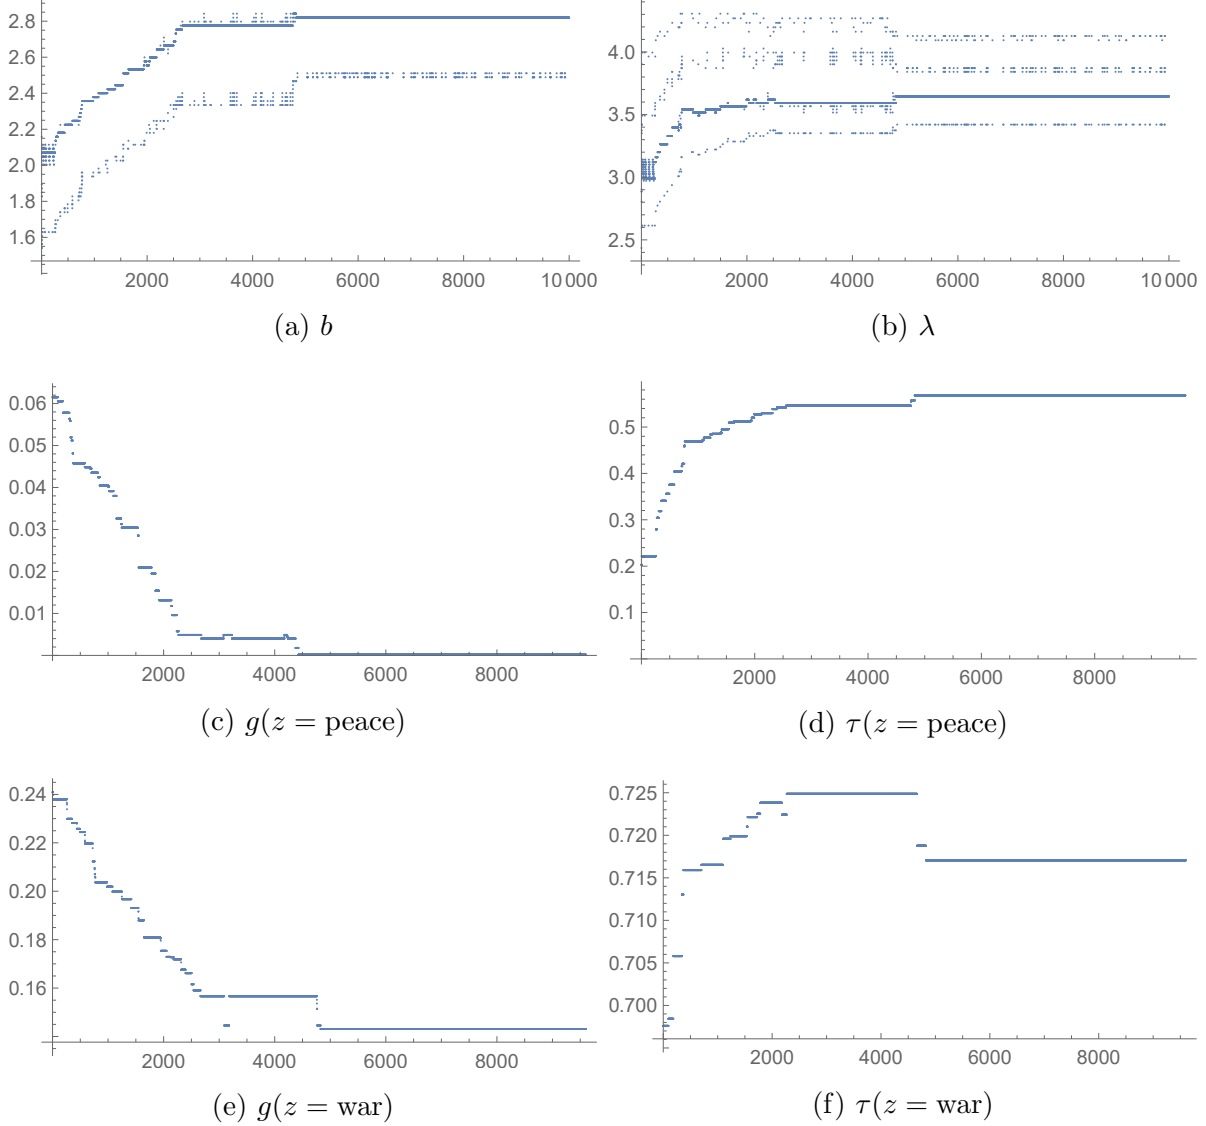 2.8
2.6
2.4
2.2
2.0
1.8
1.6
2000 4000 6000 8000 10 000
(a) b
4.0
3.5
3.0
2.5
2000 4000 6000 8000 10 000
(b) λ
0.06
0.05
0.04
0.03
0.02
0.01
2000 4000 6000 8000
(c) g(z = peace)
0.5
0.4
0.3
0.2
0.1
2000 4000 6000 8000
(d) τ(z = peace)
0.24
0.22
0.20
0.18
0.16
2000 4000 6000 8000
(e) g(z = war)
0.725
0.720
0.715
0.710
0.705
0.700
2000 4000 6000 8000
(f) τ(z = war)